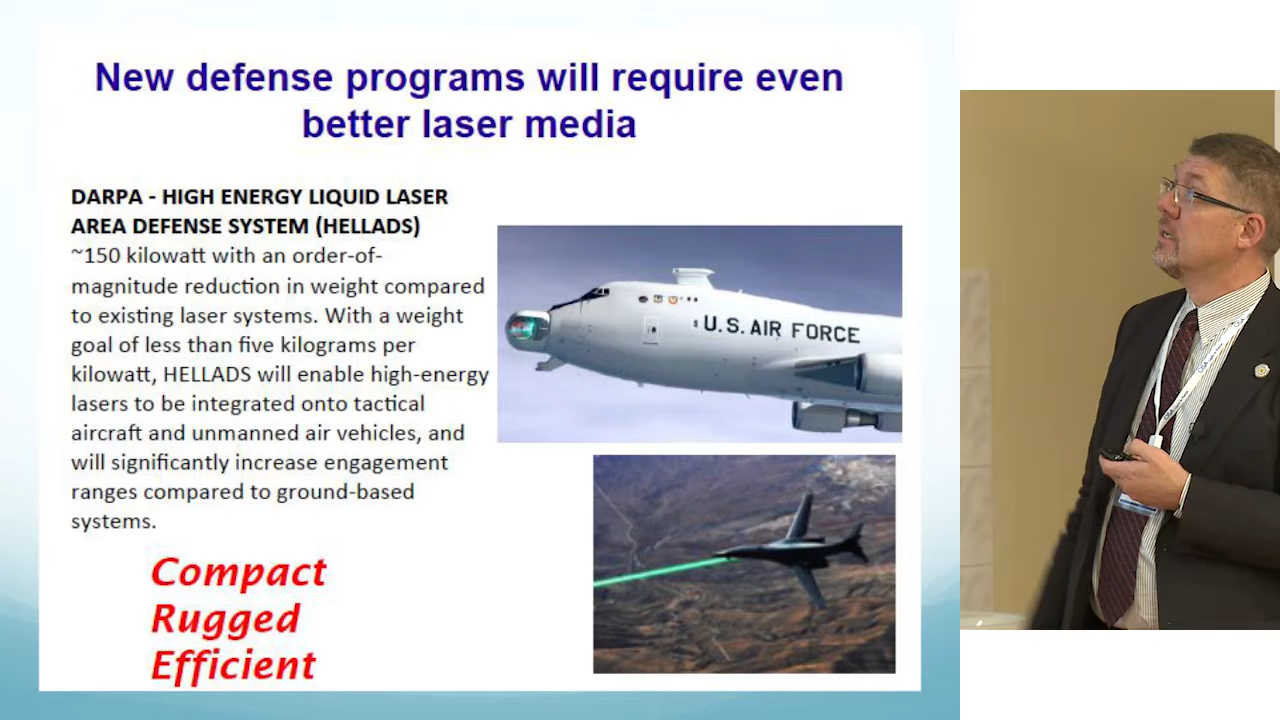 New defense programs will require even
better laser media
DARPA - HIGH ENERGY LIQUID LASER
AREA DEFENSE SYSTEM (HELLADS)
~150 kilowatt with an order-of-
magnitude reduction in weight compared
to existing laser systems. With a weight
goal of less than five kilograms per
kilowatt, HELLADS will enable high-energy
lasers to be integrated onto tactical
aircraft and unmanned air vehicles, and
will significantly increase engagement
ranges compared to ground-based
systems.
Compact
Rugged
Efficient
U.S. AIR FORCE
OSA